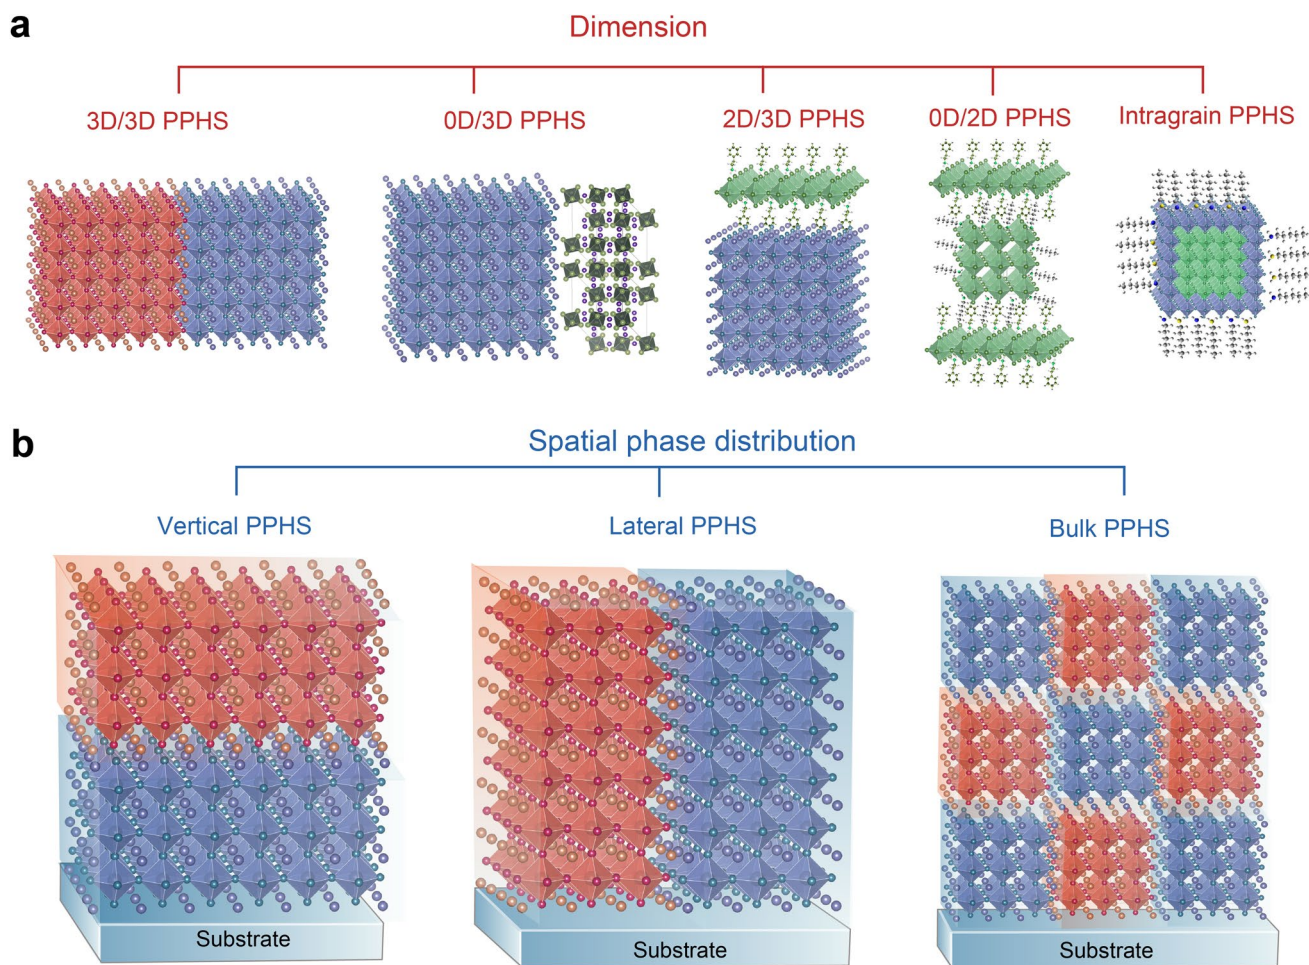 a
Dimension
3D/3D PPHS
0D/3D PPHS
2D/3D PPHS
0D/2D PPHS
Intragrain PPHS
b
Spatial phase distribution
Vertical PPHS
Lateral PPHS
Bulk PPHS
Substrate
Substrate
Substrate